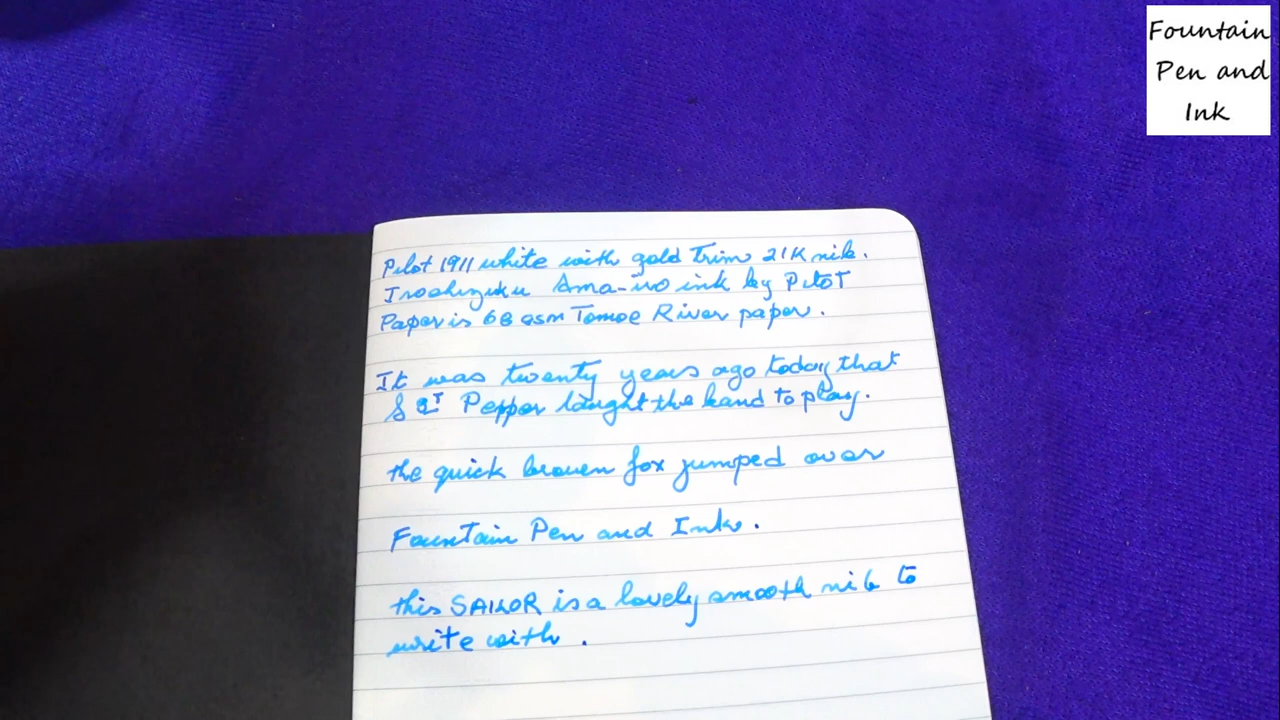 Fountain
Pen and
Ink
Pilot 1911 white with gold Trim 21K nib.
Iroshizuku Ama-iro ink by Pilot
Paper is 68 gsm Tomoe River paper.
It was twenty years ago today that
SgT Pepper taught the band to play.
the quick brown fox jumped over
Fountain Pen and Ink.
this SAILOR is a lovely smooth nib to
write with.